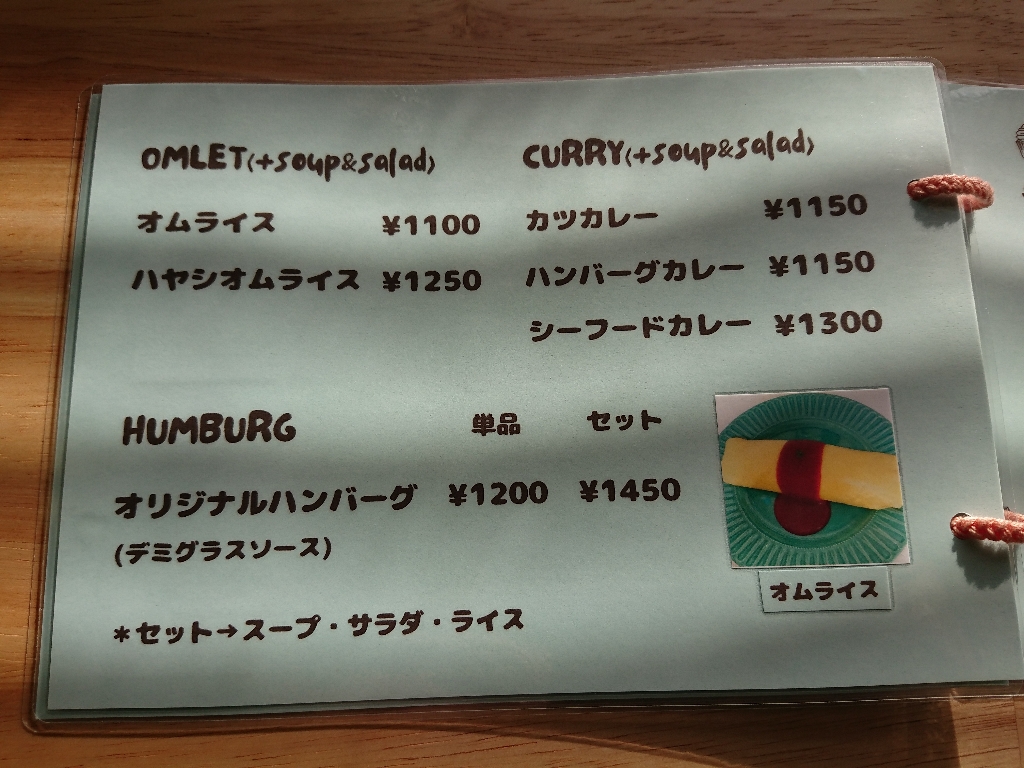 OMLET(+soup&salad)
オムライス ¥1100
ハヤシオムライス ¥1250
CURRY(+soup&salad)
カツカレー ¥1150
ハンバーグカレー ¥1150
シーフードカレー ¥1300
HUMBURG 単品 セット
オリジナルハンバーグ ¥1200 ¥1450
(デミグラスソース)
*セット→スープ・サラダ・ライス
オムライス